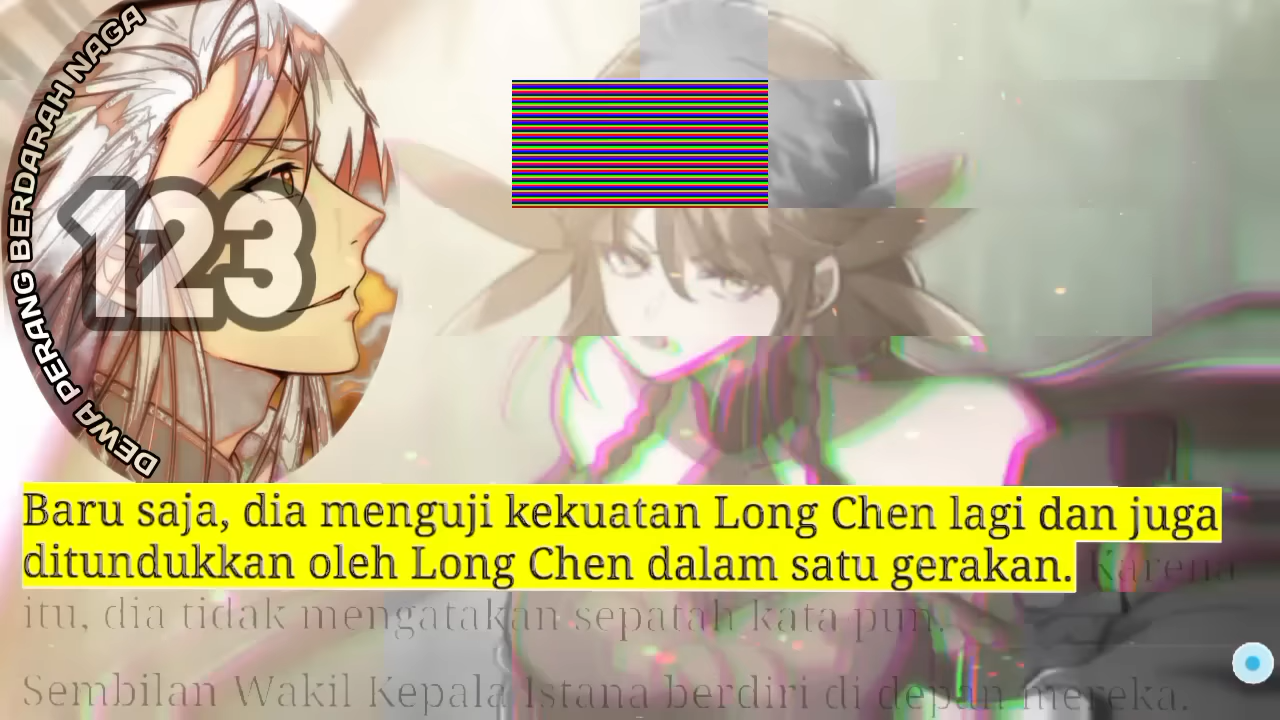 DEWA PERANG BERDARAH NAGA
123
Baru saja, dia menguji kekuatan Long Chen lagi dan juga
ditundukkan oleh Long Chen dalam satu gerakan. Karena
itu, dia tidak mengatakan sepatah kata pun.
Sembilan Wakil Kepala Istana berdiri di depan mereka.